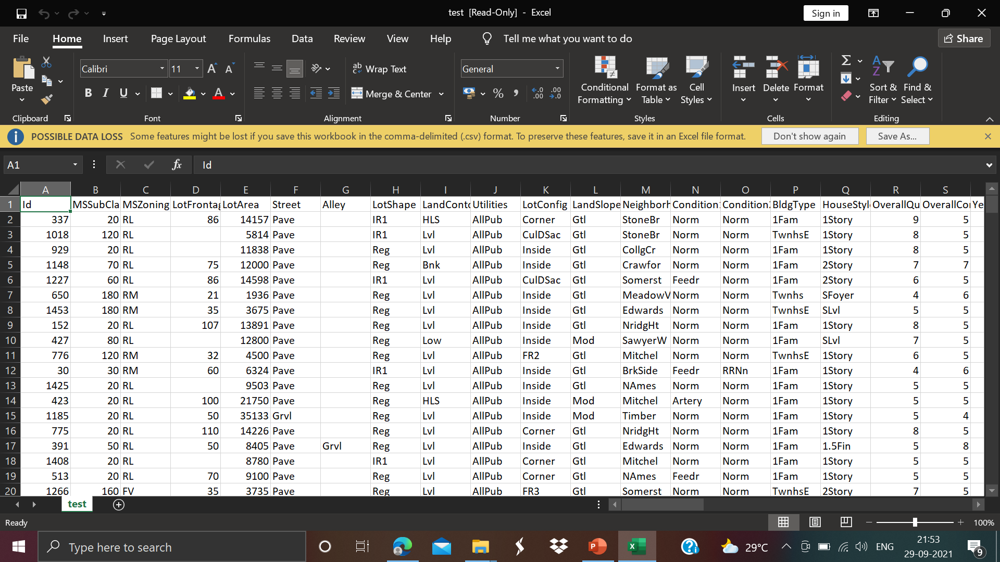 test [Read-Only] - Excel
Sign in
File Home Insert Page Layout Formulas Data Review View Help Tell me what you want to do Share
Paste
Calibri 11 A A
B I U A
Clipboard Font
ab Wrap Text
Merge & Center
Alignment
General
% ,
Number
Conditional Formatting
Format as Table
Cell Styles
Styles
Insert Delete Format
Cells
Sort & Filter
Find & Select
Editing
POSSIBLE DATA LOSS Some features might be lost if you save this workbook in the comma-delimited (.csv) format. To preserve these features, save it in an Excel file format. Don't show again Save As...
A1 fx Id
A B C D E F G H I J K L M N O P Q R S
1 Id MSSubCla MSZoning LotFrontag LotArea Street Alley LotShape LandConto Utilities LotConfig LandSlope Neighborh Condition1 Condition2 BldgType HouseStyle OverallQu OverallCon Ye
2 337 20 RL 86 14157 Pave IR1 HLS AllPub Corner Gtl StoneBr Norm Norm 1Fam 1Story 9 5
3 1018 120 RL 5814 Pave IR1 Lvl AllPub CulDSac Gtl StoneBr Norm Norm TwnhsE 1Story 8 5
4 929 20 RL 11838 Pave Reg Lvl AllPub Inside Gtl CollgCr Norm Norm 1Fam 1Story 8 5
5 1148 70 RL 75 12000 Pave Reg Bnk AllPub Inside Gtl Crawfor Norm Norm 1Fam 2Story 7 7
6 1227 60 RL 86 14598 Pave IR1 Lvl AllPub CulDSac Gtl Somerst Feedr Norm 1Fam 2Story 6 5
7 650 180 RM 21 1936 Pave Reg Lvl AllPub Inside Gtl MeadowV Norm Norm Twnhs SFoyer 4 6
8 1453 180 RM 35 3675 Pave Reg Lvl AllPub Inside Gtl Edwards Norm Norm TwnhsE SLvl 5 5
9 152 20 RL 107 13891 Pave Reg Lvl AllPub Inside Gtl NridgHt Norm Norm 1Fam 1Story 8 5
10 427 80 RL 12800 Pave Reg Low AllPub Inside Mod SawyerW Norm Norm 1Fam SLvl 7 5
11 776 120 RM 32 4500 Pave Reg Lvl AllPub FR2 Gtl Mitchel Norm Norm TwnhsE 1Story 6 5
12 30 30 RM 60 6324 Pave IR1 Lvl AllPub Inside Gtl BrkSide Feedr RRNn 1Fam 1Story 4 6
13 1425 20 RL 9503 Pave Reg Lvl AllPub Inside Gtl NAmes Norm Norm 1Fam 1Story 5 5
14 423 20 RL 100 21750 Pave Reg HLS AllPub Inside Mod Mitchel Artery Norm 1Fam 1Story 5 5
15 1185 20 RL 50 35133 Grvl Reg Lvl AllPub Inside Mod Timber Norm Norm 1Fam 1Story 5 4
16 775 20 RL 110 14226 Pave Reg Lvl AllPub Corner Gtl NridgHt Norm Norm 1Fam 1Story 8 5
17 391 50 RL 50 8405 Pave Grvl Reg Lvl AllPub Inside Gtl Edwards Norm Norm 1Fam 1.5Fin 5 8
18 1408 20 RL 8780 Pave IR1 Lvl AllPub Corner Gtl Mitchel Norm Norm 1Fam 1Story 5 5
19 513 20 RL 70 9100 Pave Reg Lvl AllPub Corner Gtl NAmes Feedr Norm 1Fam 1Story 5 5
20 1266 160 FV 35 3735 Pave Reg Lvl AllPub FR3 Gtl Somerst Norm Norm TwnhsE 2Story 7 5
test
Ready 100%
Type here to search 29°C ENG 21:53
29-09-2021 9